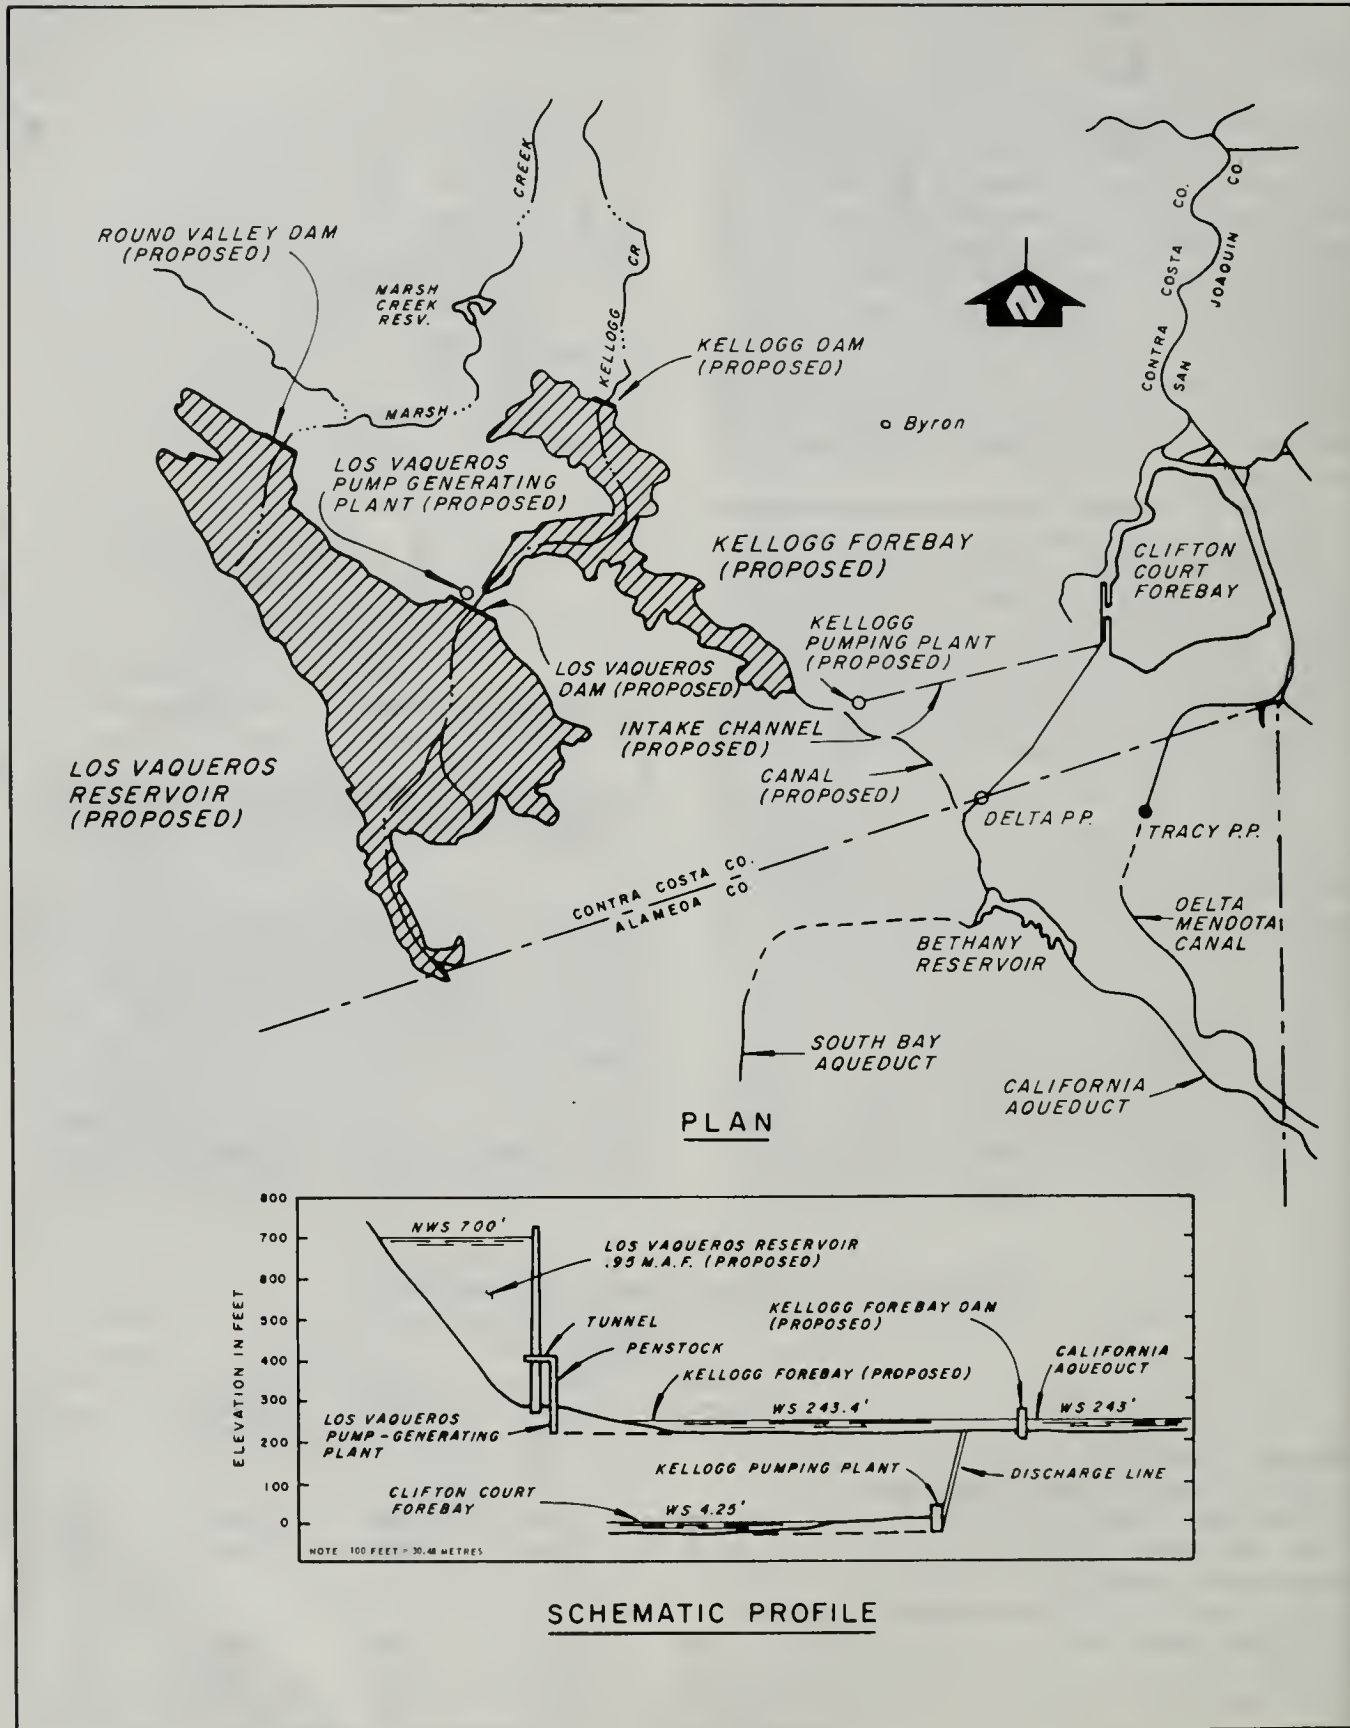 CREEK
KELLOGG CR
ROUND VALLEY DAM
(PROPOSED)
MARSH
CREEK
RESV.
MARSH
KELLOGG DAM
(PROPOSED)
CONTRA COSTA CO.
SAN JOAQUIN CO.
N
Byron
LOS VAQUEROS
PUMP GENERATING
PLANT (PROPOSED)
KELLOGG FOREBAY
(PROPOSED)
CLIFTON
COURT
FOREBAY
KELLOGG
PUMPING PLANT
(PROPOSED)
LOS VAQUEROS
DAM (PROPOSED)
INTAKE CHANNEL
(PROPOSED)
LOS VAQUEROS
RESERVOIR
(PROPOSED)
CANAL
(PROPOSED)
DELTA P.P.
TRACY P.P.
CONTRA COSTA CO.
ALAMEDA CO
DELTA
MENDOTA
CANAL
BETHANY
RESERVOIR
SOUTH BAY
AQUEDUCT
CALIFORNIA
AQUEDUCT
PLAN
ELEVATION IN FEET
800
700
600
500
400
300
200
100
0
NWS 700'
LOS VAQUEROS RESERVOIR
.95 M.A.F. (PROPOSED)
TUNNEL
PENSTOCK
KELLOGG FOREBAY DAM
(PROPOSED)
CALIFORNIA
AQUEDUCT
KELLOGG FOREBAY (PROPOSED)
WS 243.4'
WS 243'
LOS VAQUEROS
PUMP-GENERATING
PLANT
KELLOGG PUMPING PLANT
DISCHARGE LINE
CLIFTON COURT
FOREBAY
WS 4.25'
NOTE 100 FEET = 30.48 METRES
SCHEMATIC PROFILE